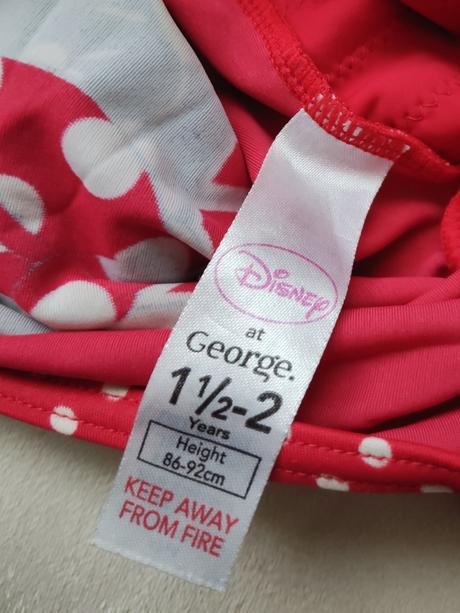 Disney
at
George.
1½-2
Years
Height
86-92cm
KEEP AWAY
FROM FIRE